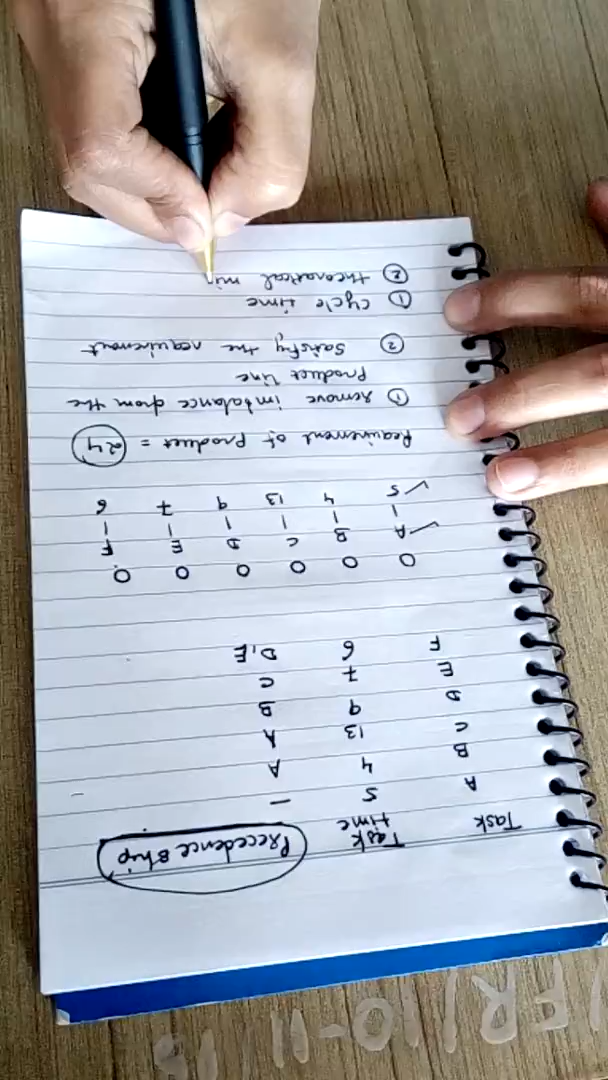 Task Task time Precedence ship
A 5 —
B 4 A
C 13 A
D 9 B
E 7 C
F 6 D,E
O O O O O O
A B C D E F
5 4 13 9 7 6
Requirement of Product = 24
① remove imbalance from the
Product line
② Satisfy the requirement
① cycle time
② theoratical min